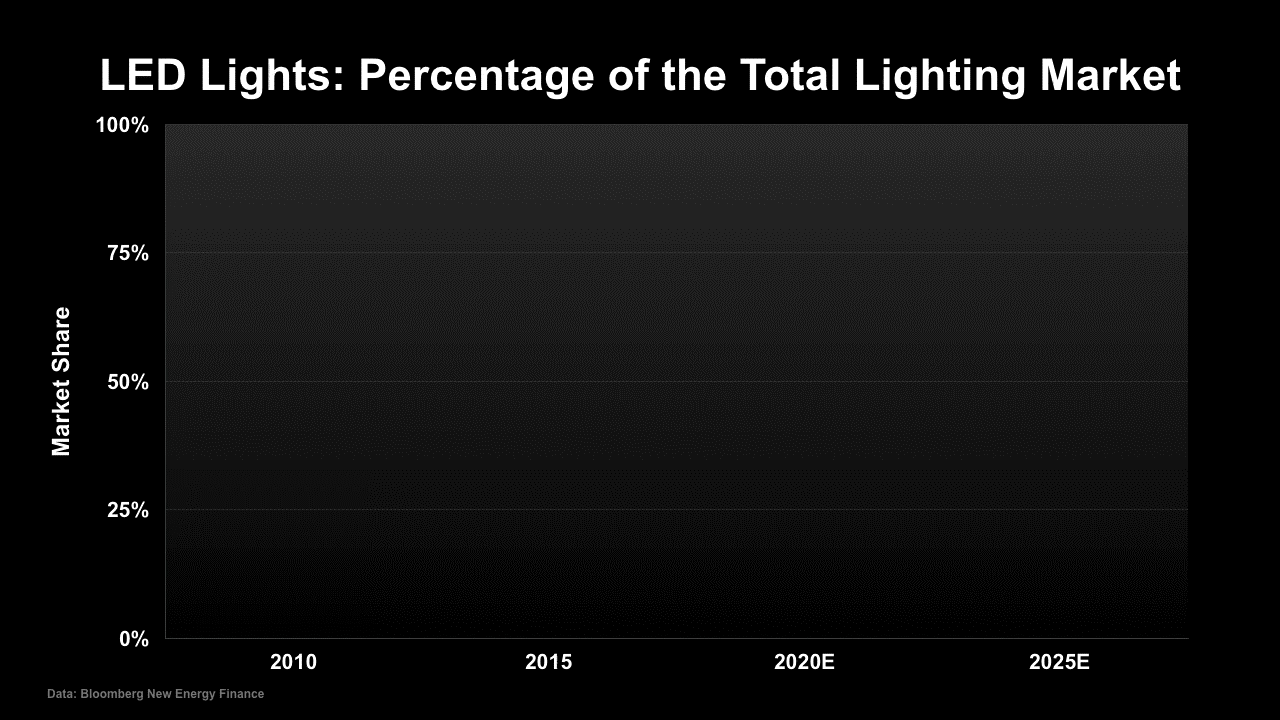 LED Lights: Percentage of the Total Lighting Market
100%
75%
50%
25%
0%
Market Share
2010 2015 2020E 2025E
Data: Bloomberg New Energy Finance